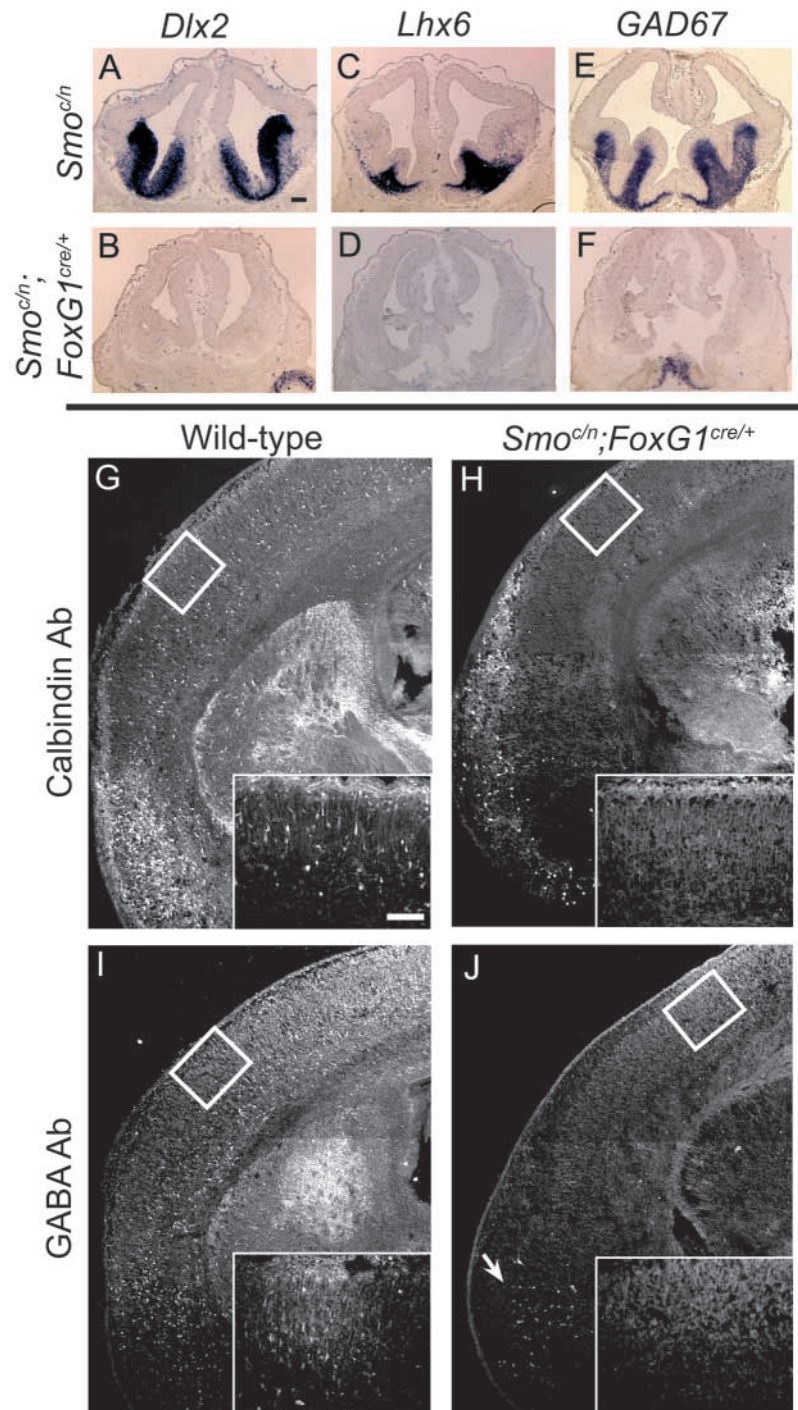 Dlx2 Lhx6 GAD67
A C E
Smo^c/n
B D F
Smo^c/n;
FoxG1^cre/+
Wild-type Smo^c/n;FoxG1^cre/+
G H
Calbindin Ab
I J
GABA Ab